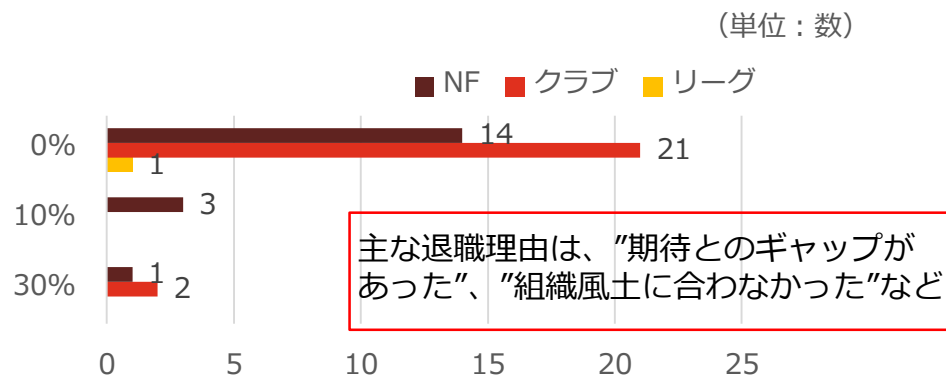 （単位：数）
NF クラブ リーグ
0%
14
21
1
10%
3
主な退職理由は、”期待とのギャップが
あった”、”組織風土に合わなかった”など
30%
1
2
0 5 10 15 20 25